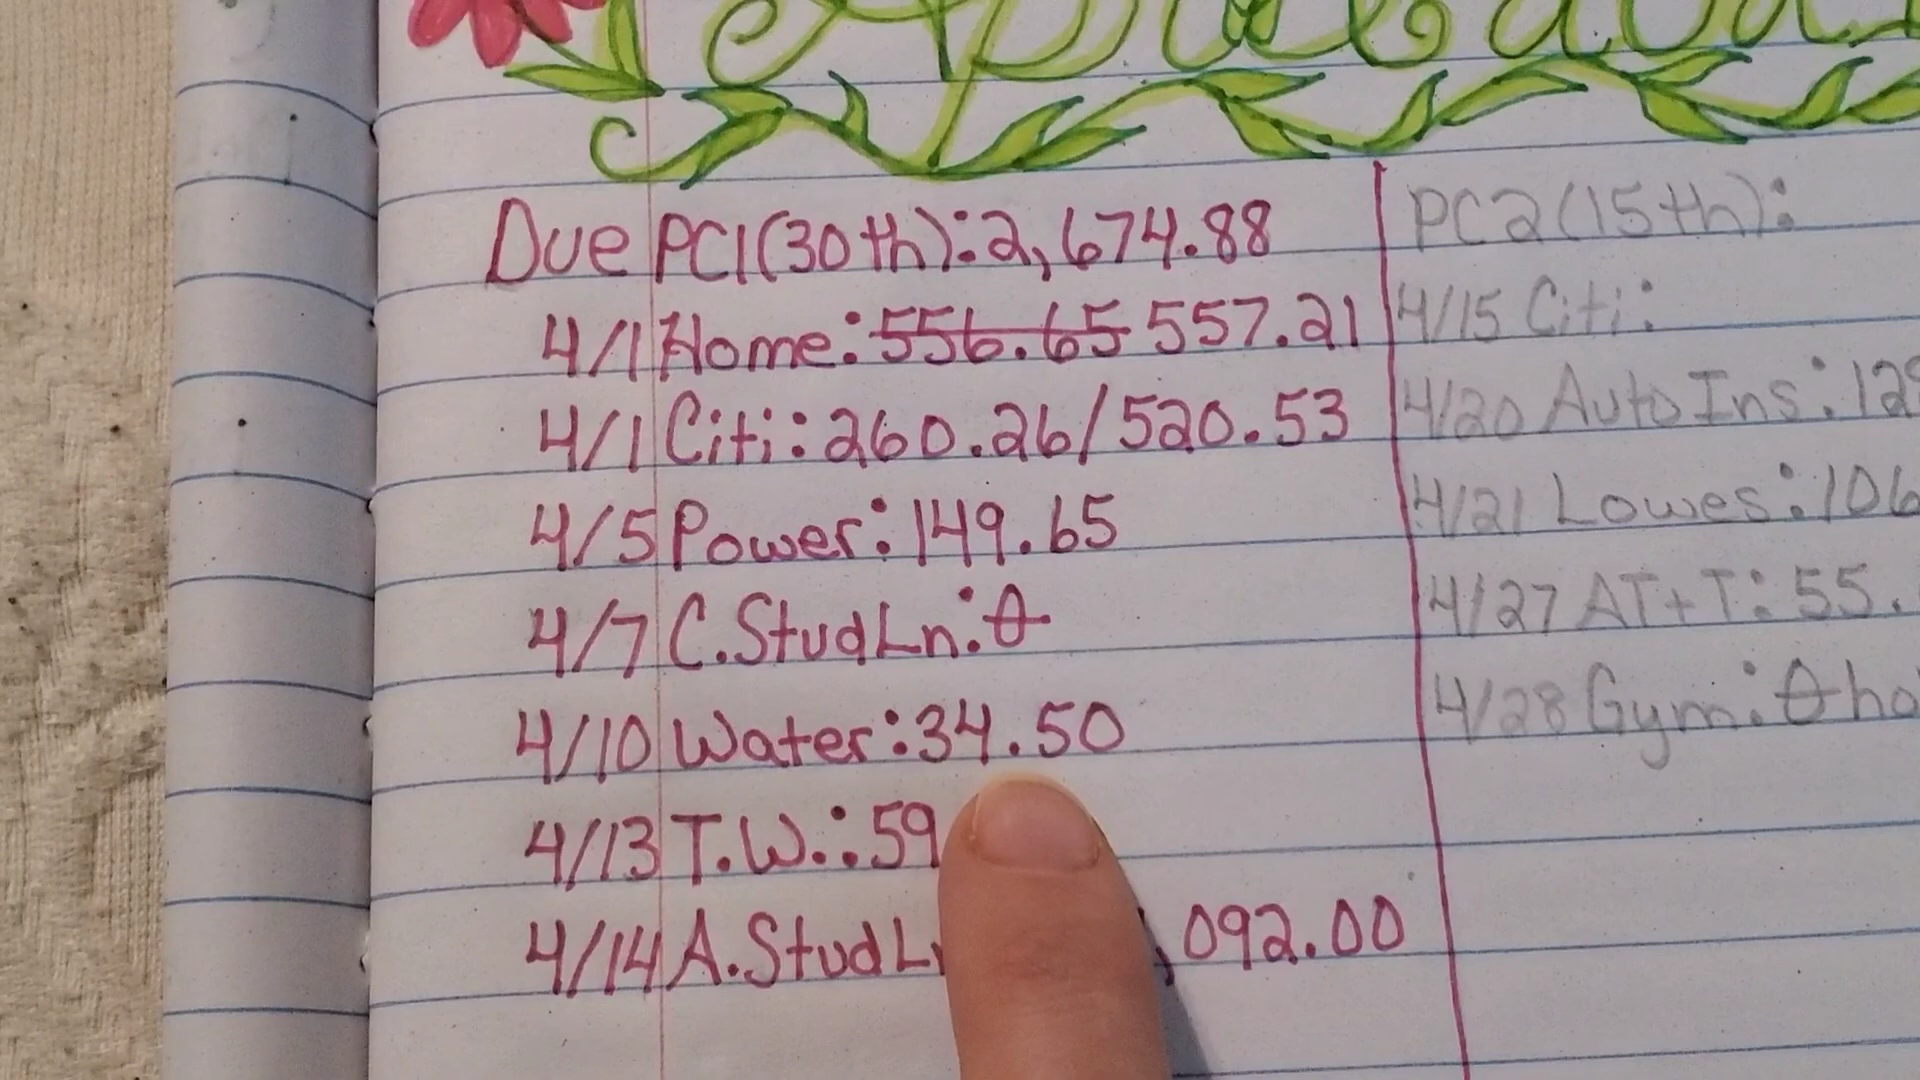 Due PC1(30th): 2,674.88
4/1 Home: 556.65 557.21
4/1 Citi: 260.26/520.53
4/5 Power: 149.65
4/7 C.StudLn: 0
4/10 Water: 34.50
4/13 T.W.: 59
4/14 A.Stud ,092.00
PC2(15th):
4/15 Citi:
4/20 Auto Ins: 12
4/21 Lowes: 106
4/27 AT+T: 55.
4/28 Gym: 0